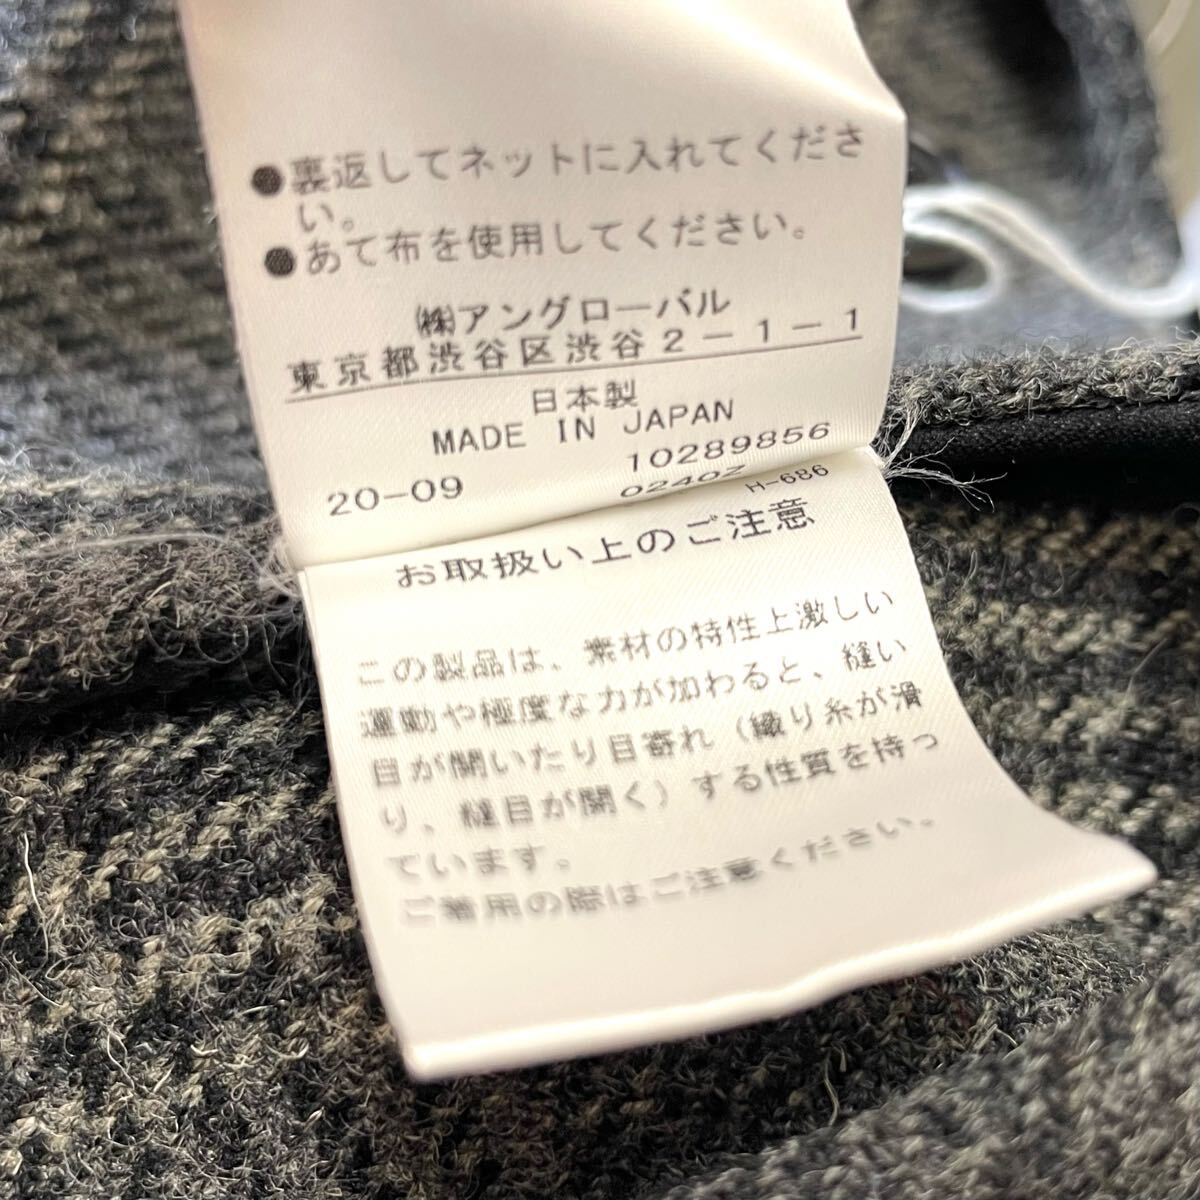 ●裏返してネットに入れてくださ
い。
●あて布を使用してください。
㈱アングローバル
東京都渋谷区渋谷2-1-1
日本製
MADE IN JAPAN
10289856
20-09
0240Z H-686
お取扱い上のご注意
この製品は、素材の特性上激しい
運動や極度な力が加わると、縫い
目が開いたり目寄れ（織り糸が滑
り、縫目が開く）する性質を持っ
ています。
ご着用の際はご注意ください。